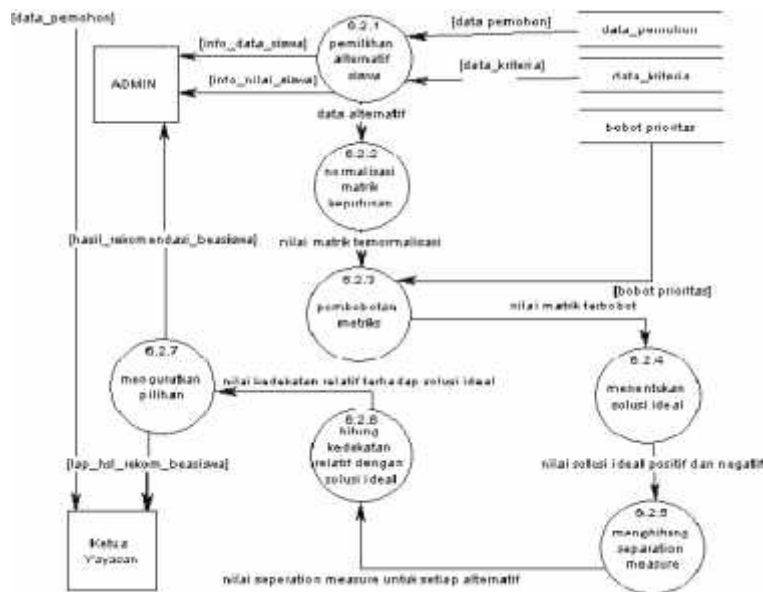 [data_pemohon]
6.2.1
pemilihan
alternatif
siswa
[data pemohon]
data_pemohon
[info_data_siswa]
[info_nilai_siswa]
ADMIN
[data_kriteria]
data_kriteria
data alternatif
bobot prioritas
6.2.2
normalisasi
matrik
keputusan
[hasil_rekomendasi_beasiswa]
nilai matrik ternormalisasi
6.2.3
pembobotan
metriks
[bobot prioritas]
nilai matrik terbobot
6.2.7
mengurutkan
pilihan
nilai kedekatan relatif terhadap solusi ideal
6.2.4
menentukan
solusi ideal
6.2.6
hitung
kedekatan
relatif dengan
solusi ideal
[lap_hsl_rekom_beasiswa]
nilai solusi ideal positif dan negatif
6.2.5
menghitung
separation
measure
Ketua
Yayasan
nilai seperation measure untuk setiap alternatif